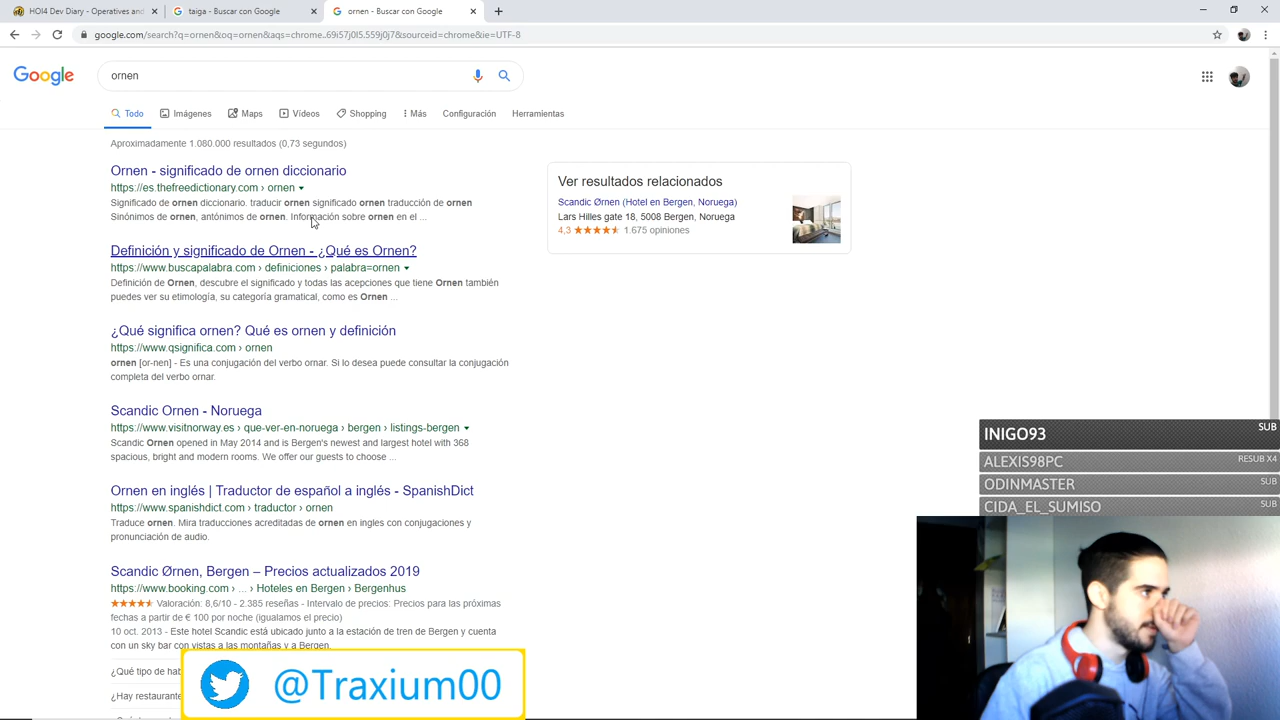 HOI4 Dev Diary - Operatives and
taiga - Buscar con Google
ornen - Buscar con Google
google.com/search?q=ornen&oq=ornen&aqs=chrome..69i57j0l5.559j0j7&sourceid=chrome&ie=UTF-8
Google
ornen
Todo
Imágenes
Maps
Vídeos
Shopping
Más
Configuración
Herramientas
Aproximadamente 1.080.000 resultados (0,73 segundos)
Ornen - significado de ornen diccionario
https://es.thefreedictionary.com › ornen
Significado de ornen diccionario. traducir ornen significado ornen traducción de ornen
Sinónimos de ornen, antónimos de ornen. Información sobre ornen en el ...
Definición y significado de Ornen - ¿Qué es Ornen?
https://www.buscapalabra.com › definiciones › palabra=ornen
Definición de Ornen, descubre el significado y todas las acepciones que tiene Ornen también
puedes ver su etimología, su categoría gramatical, como es Ornen ...
¿Qué significa ornen? Qué es ornen y definición
https://www.qsignifica.com › ornen
ornen [or-nen] - Es una conjugación del verbo ornar. Si lo desea puede consultar la conjugación
completa del verbo ornar.
Scandic Ornen - Noruega
https://www.visitnorway.es › que-ver-en-noruega › bergen › listings-bergen
Scandic Ornen opened in May 2014 and is Bergen's newest and largest hotel with 368
spacious, bright and modern rooms. We offer our guests to choose ...
Ornen en inglés | Traductor de español a inglés - SpanishDict
https://www.spanishdict.com › traductor › ornen
Traduce ornen. Mira traducciones acreditadas de ornen en ingles con conjugaciones y
pronunciación de audio.
Scandic Ørnen, Bergen – Precios actualizados 2019
https://www.booking.com › ... › Hoteles en Bergen › Bergenhus
Valoración: 8,6/10 - 2.385 reseñas - Intervalo de precios: Precios para las próximas
fechas a partir de € 100 por noche (igualamos el precio)
10 oct. 2013 - Este hotel Scandic está ubicado junto a la estación de tren de Bergen y cuenta
con un sky bar con vistas a las montañas y a Bergen.
¿Qué tipo de hab
¿Hay restaurante
Ver resultados relacionados
Scandic Ørnen (Hotel en Bergen, Noruega)
Lars Hilles gate 18, 5008 Bergen, Noruega
4,3 1.675 opiniones
INIGO93 SUB
ALEXIS98PC RESUB X4
ODINMASTER SUB
CIDA_EL_SUMISO SUB
@Traxium00